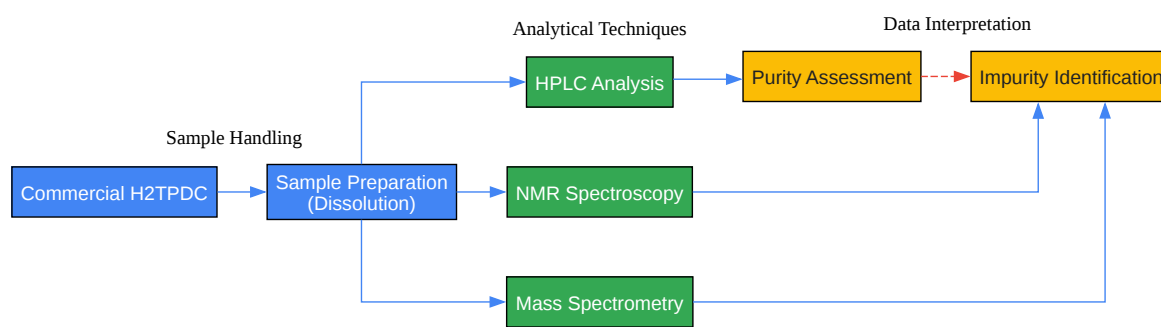 Analytical Techniques
Data Interpretation
HPLC Analysis
Purity Assessment
Impurity Identification
Sample Handling
Commercial H2TPDC
Sample Preparation
(Dissolution)
NMR Spectroscopy
Mass Spectrometry